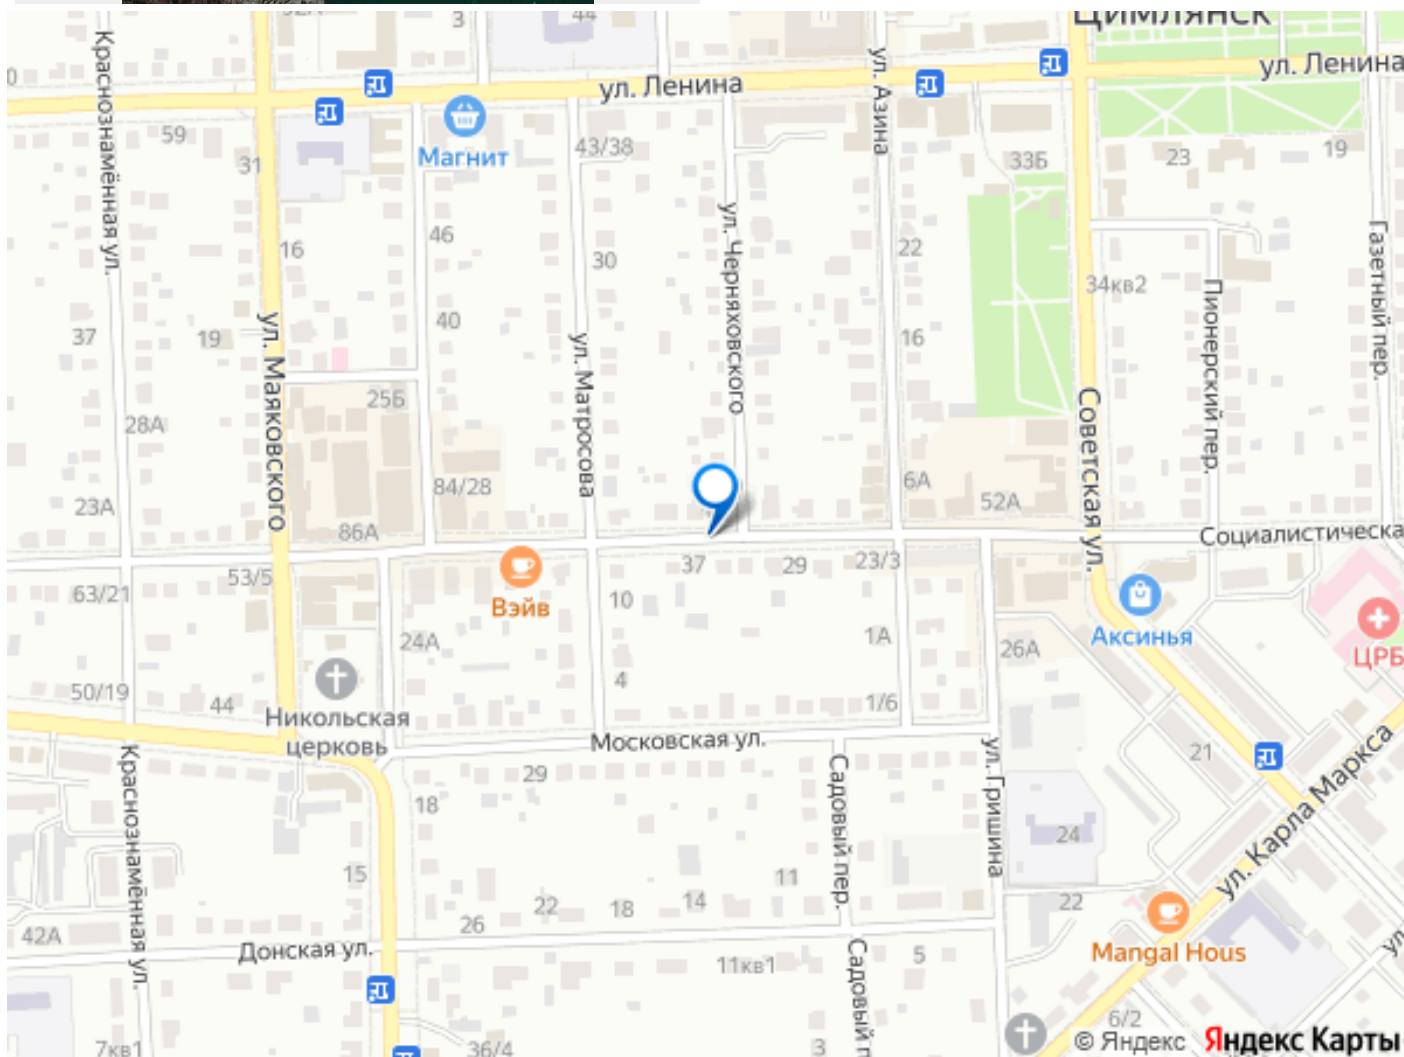 ЦИМЛЯНСК
3
44
ул. Ленина
ул. Ленина
Краснознамённая ул.
59
31
Магнит
43/38
ул. Азина
33Б
23
19
16
46
30
ул. Черняховского
22
34кв2
Газетный пер.
Пионерский пер.
37
19
ул. Маяковского
40
ул. Матросова
16
Советская ул.
25Б
28А
23А
84/28
6А
52А
86А
Социалистическа
63/21
53/5
Вэйв
37
29
23/3
10
Аксинья
24А
1А
26А
ЦРБ
50/19
44
4
1/6
Никольская
церковь
Московская ул.
21
Краснознамённая ул.
29
18
Садовый пер.
ул. Гришина
24
ул. Карла Маркса
15
11
22
26
22
18
14
42А
Донская ул.
11кв1
Садовый п
5
Mangal Hous
ул
7кв1
36/4
3
6/2
© Яндекс Яндекс Карты